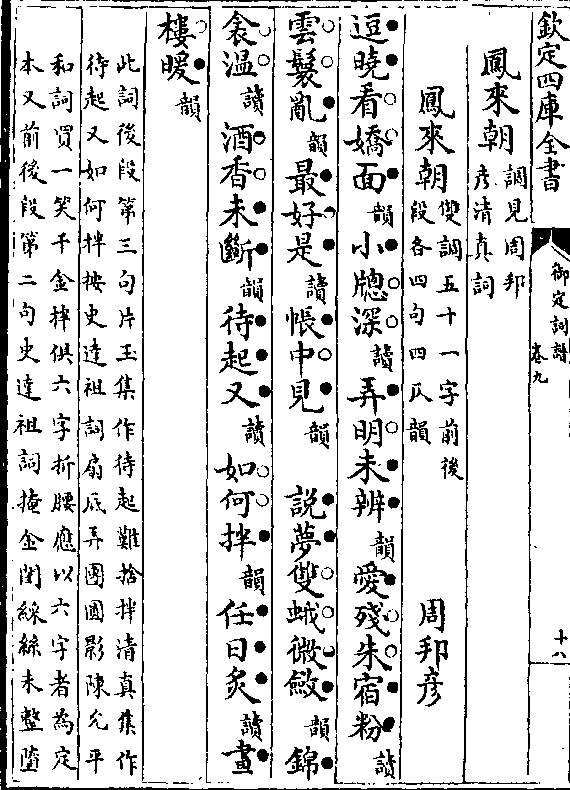 欽定四庫全書
御定詞譜
卷九
十八
鳳來朝
調見周邦
彦清真詞
鳳來朝
雙調五十一字前後
段各四句四仄韻
周邦彦
逗曉看嬌面韻小牕深讀弄明未辨韻愛殘朱宿粉讀
雲鬟亂韻最好是讀帳中見韻 說夢雙蛾微斂韻錦
衾溫讀酒香未斷韻待起又讀如何拌韻任日炙讀畫
樓暖韻
此詞後段第三句片玉集作待起難捨拌清真集作
待起又如何拌按史達祖詞扇底弄團圓影陳允平
和詞買一笑千金拌俱六字折腰應以六字者為定
本又前後段第二句史達祖詞掩金閉綵絲未整墮